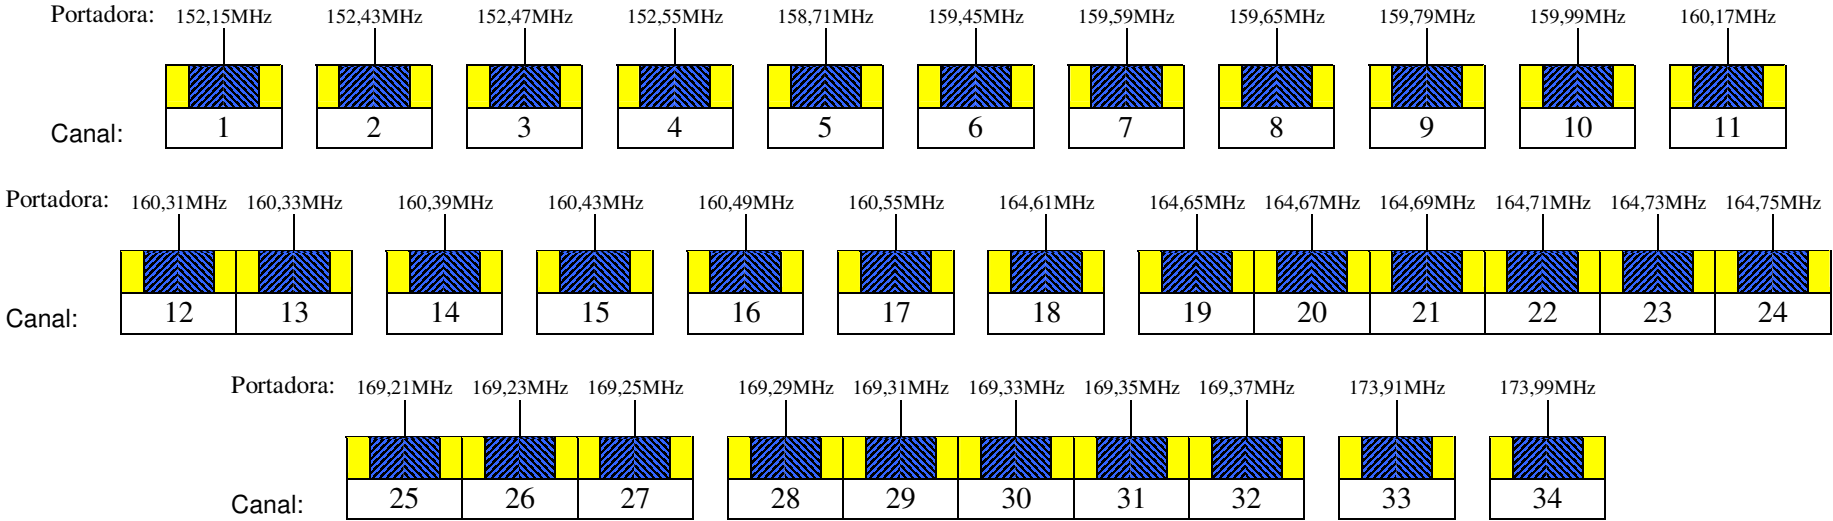 Portadora: 152,15MHz 152,43MHz 152,47MHz 152,55MHz 158,71MHz 159,45MHz 159,59MHz 159,65MHz 159,79MHz 159,99MHz 160,17MHz
Canal: 1 2 3 4 5 6 7 8 9 10 11
Portadora: 160,31MHz 160,33MHz 160,39MHz 160,43MHz 160,49MHz 160,55MHz 164,61MHz 164,65MHz 164,67MHz 164,69MHz 164,71MHz 164,73MHz 164,75MHz
Canal: 12 13 14 15 16 17 18 19 20 21 22 23 24
Portadora: 169,21MHz 169,23MHz 169,25MHz 169,29MHz 169,31MHz 169,33MHz 169,35MHz 169,37MHz 173,91MHz 173,99MHz
Canal: 25 26 27 28 29 30 31 32 33 34